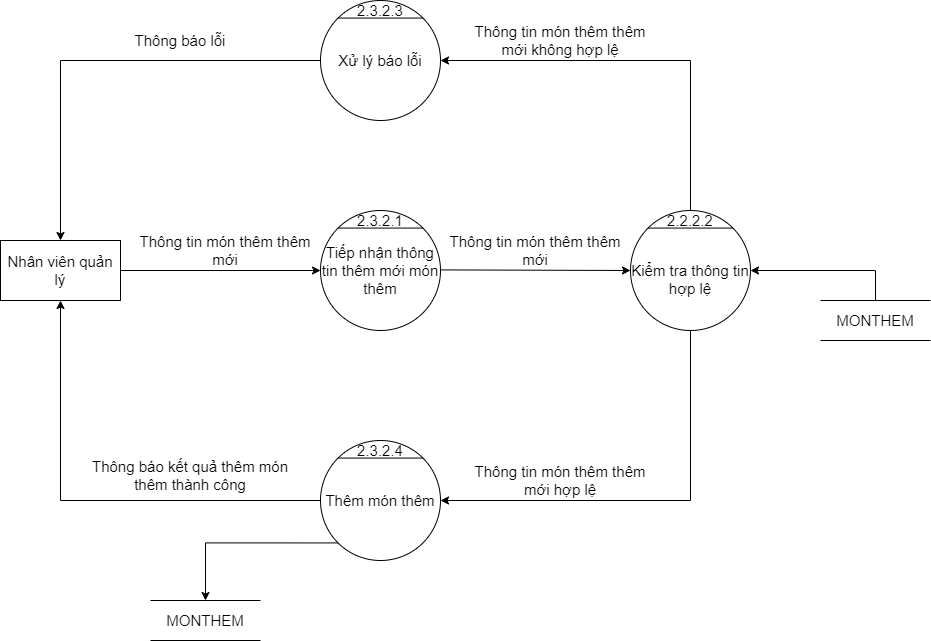 2.3.2.3
Xử lý báo lỗi
Thông báo lỗi
Thông tin món thêm thêm
mới không hợp lệ
Nhân viên quản
lý
Thông tin món thêm thêm
mới
2.3.2.1
Tiếp nhận thông
tin thêm mới món
thêm
Thông tin món thêm thêm
mới
2.2.2.2
Kiểm tra thông tin
hợp lệ
MONTHEM
Thông báo kết quả thêm món
thêm thành công
2.3.2.4
Thêm món thêm
Thông tin món thêm thêm
mới hợp lệ
MONTHEM